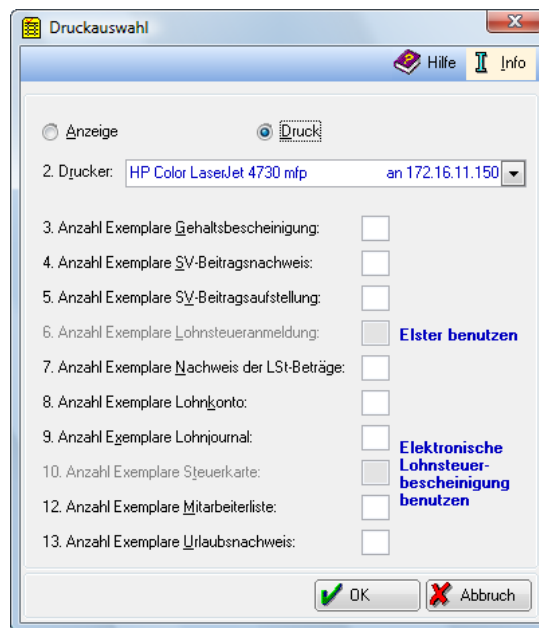 Druckauswahl
Hilfe Info
Anzeige Druck
2. Drucker: HP Color LaserJet 4730 mfp an 172.16.11.150
3. Anzahl Exemplare Gehaltsbescheinigung:
4. Anzahl Exemplare SV-Beitragsnachweis:
5. Anzahl Exemplare SV-Beitragsaufstellung:
6. Anzahl Exemplare Lohnsteueranmeldung: Elster benutzen
7. Anzahl Exemplare Nachweis der LSt-Beträge:
8. Anzahl Exemplare Lohnkonto:
9. Anzahl Exemplare Lohnjournal:
Elektronische
Lohnsteuer-
10. Anzahl Exemplare Steuerkarte:
bescheinigung
benutzen
12. Anzahl Exemplare Mitarbeiterliste:
13. Anzahl Exemplare Urlaubsnachweis:
OK Abbruch